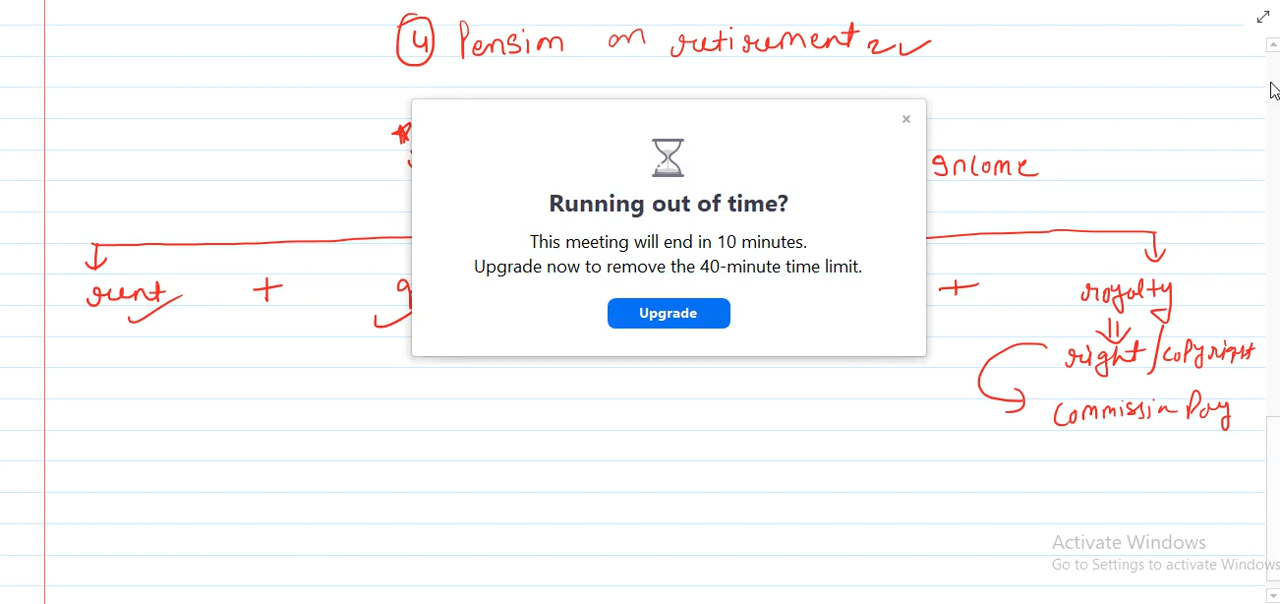 ④ Pension on retirement
×
Income
Running out of time?
This meeting will end in 10 minutes.
Upgrade now to remove the 40-minute time limit.
rent + + royalty
Upgrade
right/copyright
Commission Pay
Activate Windows
Go to Settings to activate Windows